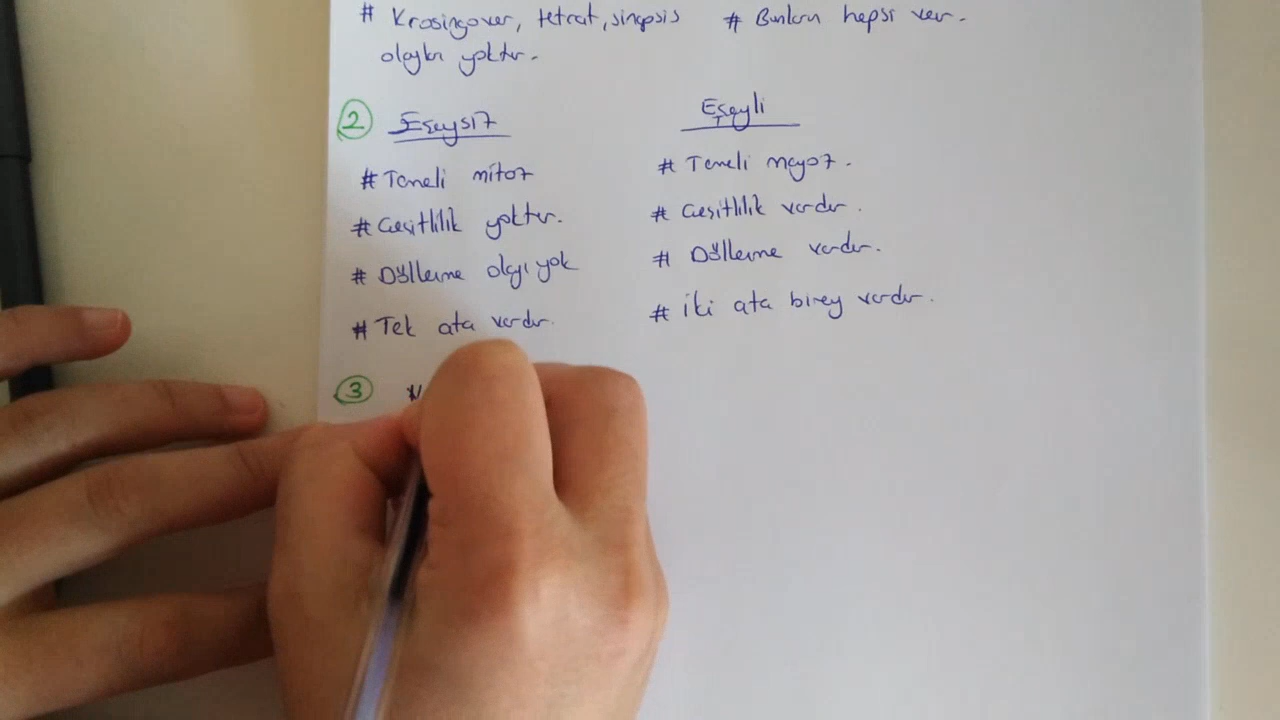 # Krosingover, tetrat, sinapsis
olayları yoktur.
# Bunların hepsi var.
2 Eşeysiz
# Temeli mitoz
# Çeşitlilik yoktur.
# Döllenme olayı yok
# Tek ata vardır.
Eşeyli
# Temeli mayoz.
# Çeşitlilik vardır.
# Döllenme vardır.
# İki ata birey vardır.
3